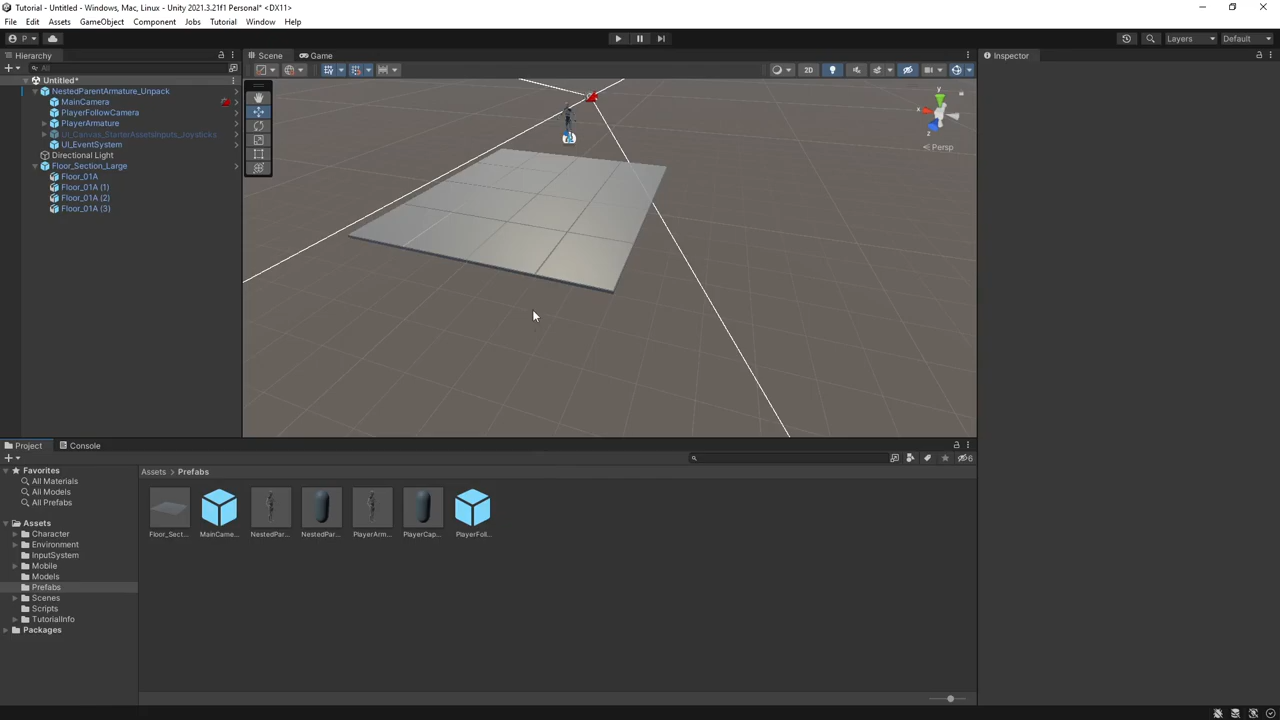 Tutorial - Untitled - Windows, Mac, Linux - Unity 2021.3.21f1 Personal* <DX11>
File Edit Assets GameObject Component Jobs Tutorial Window Help
P Layers Default
Hierarchy Scene Game Inspector
All 2D
Untitled*
NestedParentArmature_Unpack
MainCamera
PlayerFollowCamera
PlayerArmature
UI_Canvas_StarterAssetsInputs_Joysticks
UI_EventSystem
Directional Light
Floor_Section_Large
Floor_01A
Floor_01A (1)
Floor_01A (2)
Floor_01A (3)
y
x
z
Persp
Project Console
6
Favorites
All Materials
All Models
All Prefabs
Assets
Character
Environment
InputSystem
Mobile
Models
Prefabs
Scenes
Scripts
TutorialInfo
Packages
Assets > Prefabs
Floor_Sect... MainCame... NestedPar... NestedPar... PlayerArm... PlayerCap... PlayerFoll...